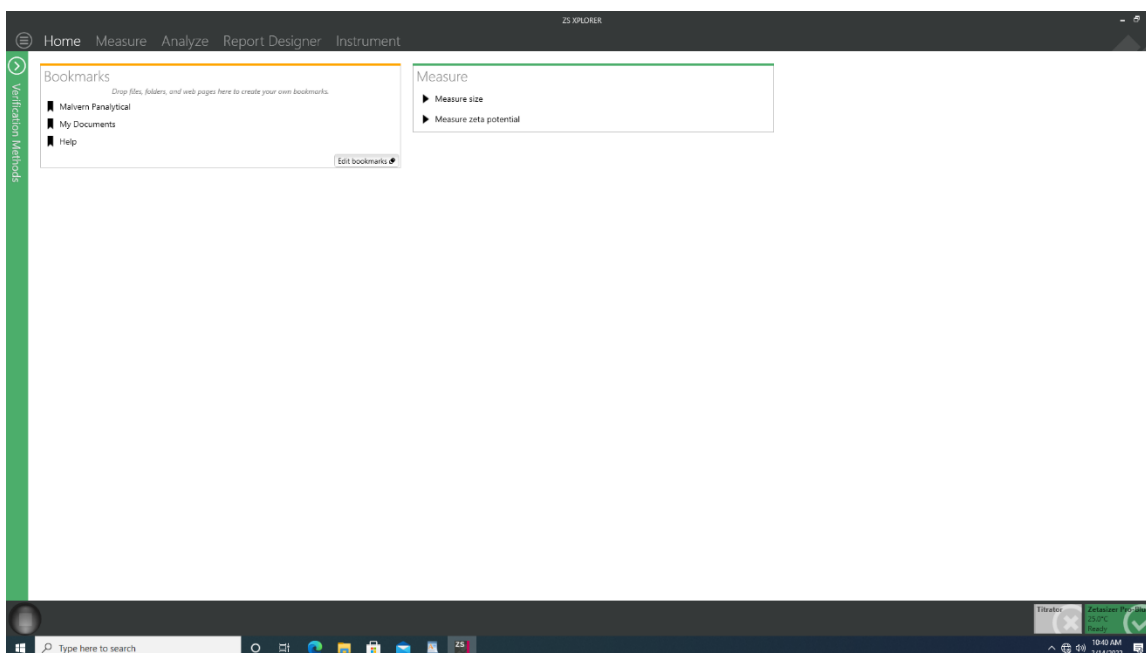 ZS XPLORER
Home Measure Analyze Report Designer Instrument
Verification Methods
Bookmarks
Drop files, folders, and web pages here to create your own bookmarks.
Malvern Panalytical
My Documents
Help
Edit bookmarks
Measure
Measure size
Measure zeta potential
Titrator
Zetasizer Pro-Blu
25.0°C
Ready
Type here to search
ZS
10:40 AM